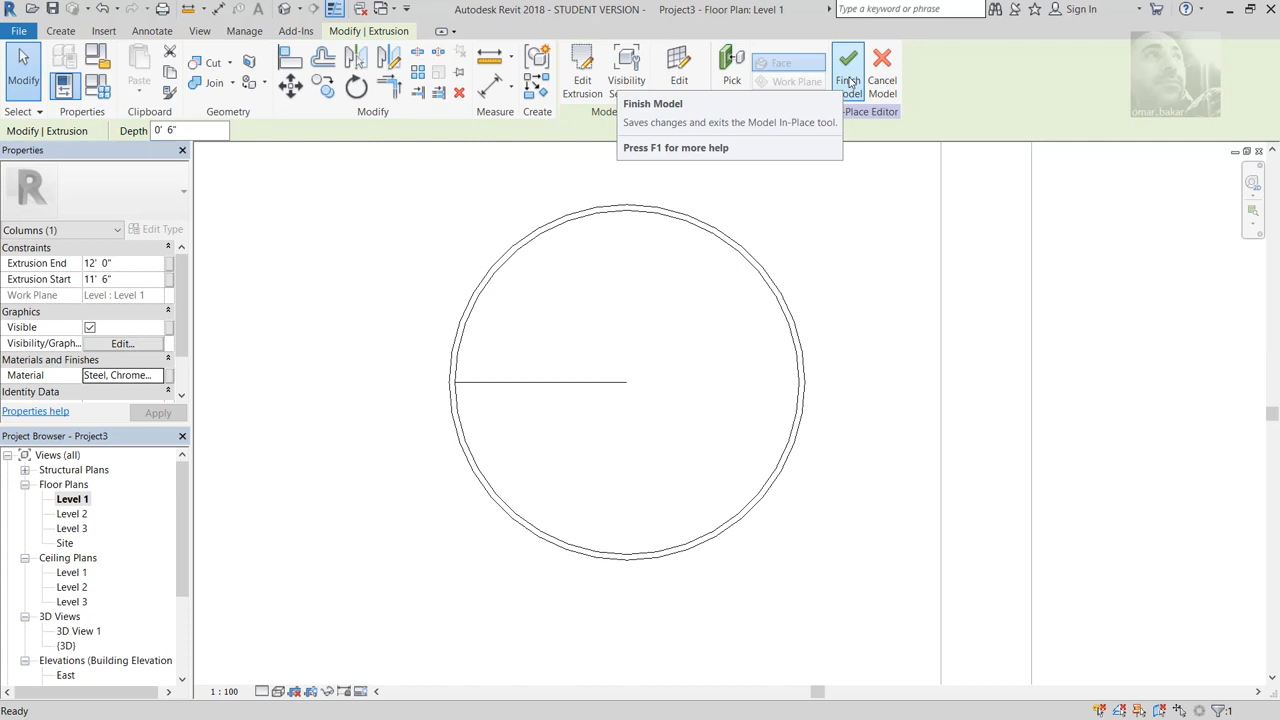 Autodesk Revit 2018 - STUDENT VERSION - Project3 - Floor Plan: Level 1
Type a keyword or phrase
Sign In
File Create Insert Annotate View Manage Add-Ins Modify | Extrusion
Modify
Paste
Cut
Join
Edit Extrusion
Visibility
Edit
Pick
Face
Work Plane
Finish Model
Cancel Model
Select Properties Clipboard Geometry Modify Measure Create
-Place Editor
Finish Model
Saves changes and exits the Model In-Place tool.
Press F1 for more help
omar_bakar
Modify | Extrusion Depth 0' 6"
Properties
Columns (1) Edit Type
Constraints
Extrusion End 12' 0"
Extrusion Start 11' 6"
Work Plane Level : Level 1
Graphics
Visible
Visibility/Graph... Edit...
Materials and Finishes
Material Steel, Chrome...
Identity Data
Properties help Apply
Project Browser - Project3
Views (all)
Structural Plans
Floor Plans
Level 1
Level 2
Level 3
Site
Ceiling Plans
Level 1
Level 2
Level 3
3D Views
3D View 1
{3D}
Elevations (Building Elevation
East
1 : 100
Ready
:1